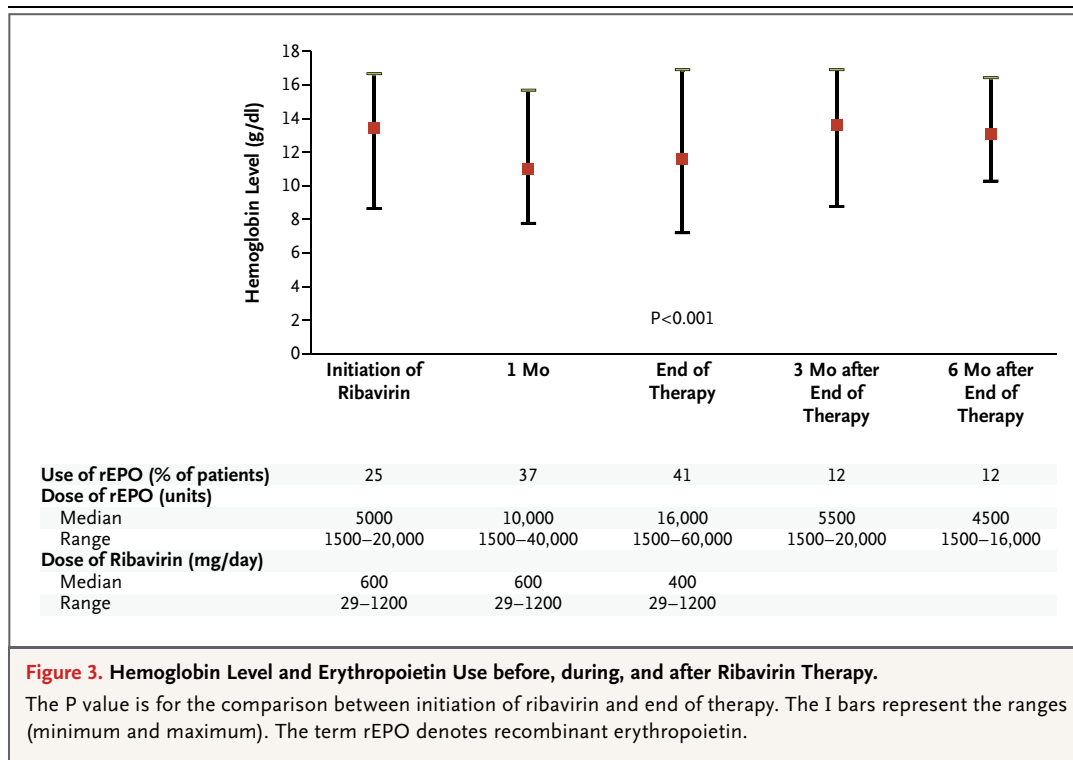 18
16
14
12
10
8
6
4
2
0
Hemoglobin Level (g/dl)
P<0.001
Initiation of Ribavirin
1 Mo
End of Therapy
3 Mo after End of Therapy
6 Mo after End of Therapy
Use of rEPO (% of patients) 25 37 41 12 12
Dose of rEPO (units)
Median 5000 10,000 16,000 5500 4500
Range 1500–20,000 1500–40,000 1500–60,000 1500–20,000 1500–16,000
Dose of Ribavirin (mg/day)
Median 600 600 400
Range 29–1200 29–1200 29–1200
Figure 3. Hemoglobin Level and Erythropoietin Use before, during, and after Ribavirin Therapy.
The P value is for the comparison between initiation of ribavirin and end of therapy. The I bars represent the ranges
(minimum and maximum). The term rEPO denotes recombinant erythropoietin.